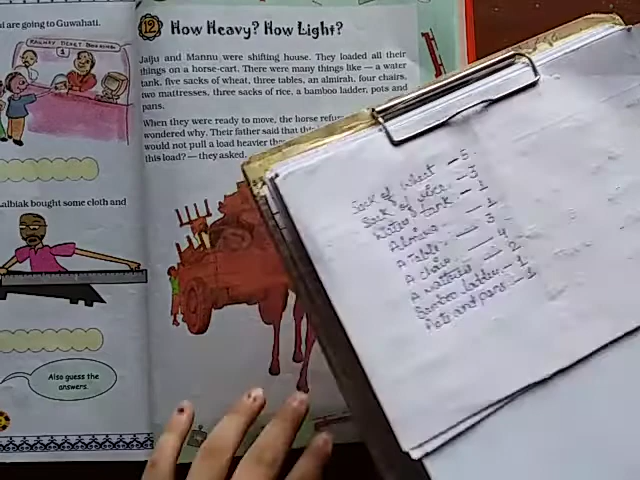 are going to Guwahati.
RAILWAY TICKET BOOKING
1
albiak bought some cloth and
Also guess the
answers.
12 How Heavy? How Light?
Jaiju and Mannu were shifting house. They loaded all their
things on a horse-cart. There were many things like — a water
tank, five sacks of wheat, three tables, an almirah, four chairs,
two mattresses, three sacks of rice, a bamboo ladder, pots and
pans.
When they were ready to move, the horse refu
wondered why. Their father said that th
would not pull a load heavier tha
this load? — they asked.
Sack of wheat — 5
Sack of rice — 3
Water tank — 1
Almira — 1
A Table — 3
A chair — 4
A mattress — 2
Bamboo ladder — 1
Pots and pans — 1